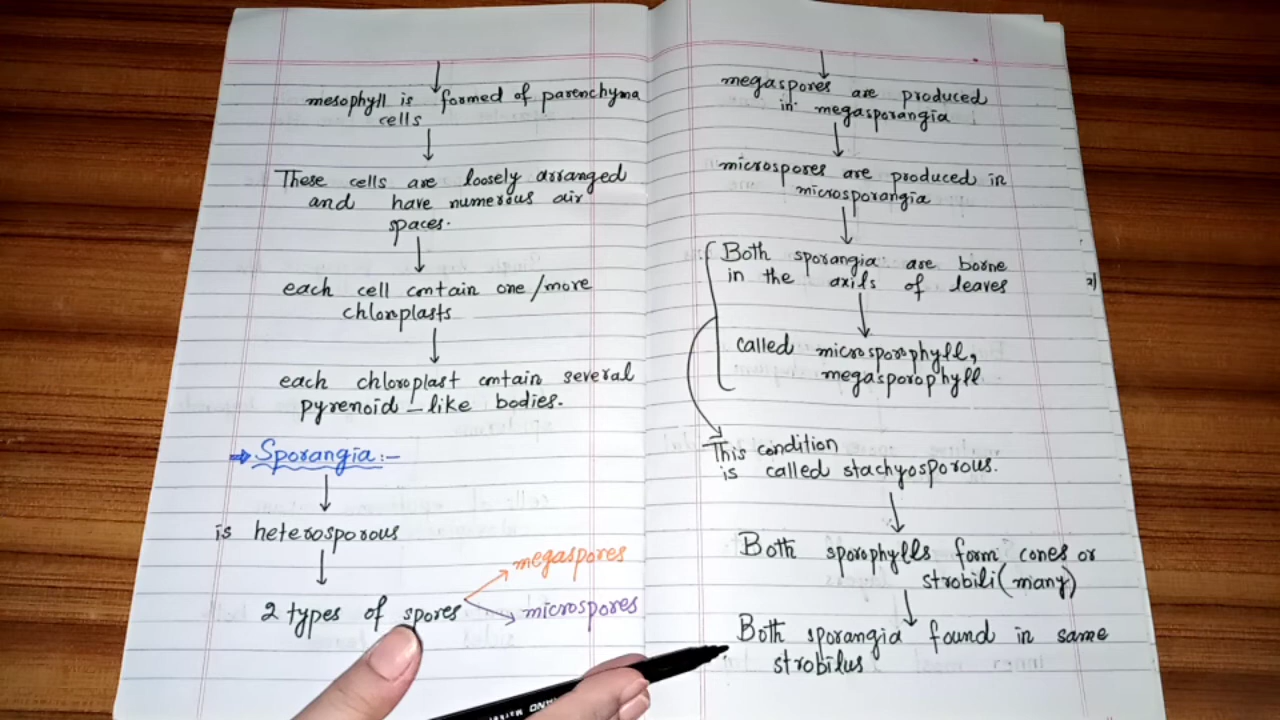 mesophyll is formed of parenchyma
cells
These cells are loosely arranged
and have numerous air
spaces.
each cell contain one/more
chloroplasts
each chloroplast contain several
pyrenoid-like bodies.
Sporangia:-
is heterosporous
2 types of spores
megaspores
microspores
megaspores are produced
in megasporangia
microspores are produced in
microsporangia
Both sporangia are borne
in the axils of leaves
called microsporophyll,
megasporophyll
This condition
is called stachyosporous.
Both sporophylls form cones or
strobili (many)
Both sporangia found in same
strobilus
2)